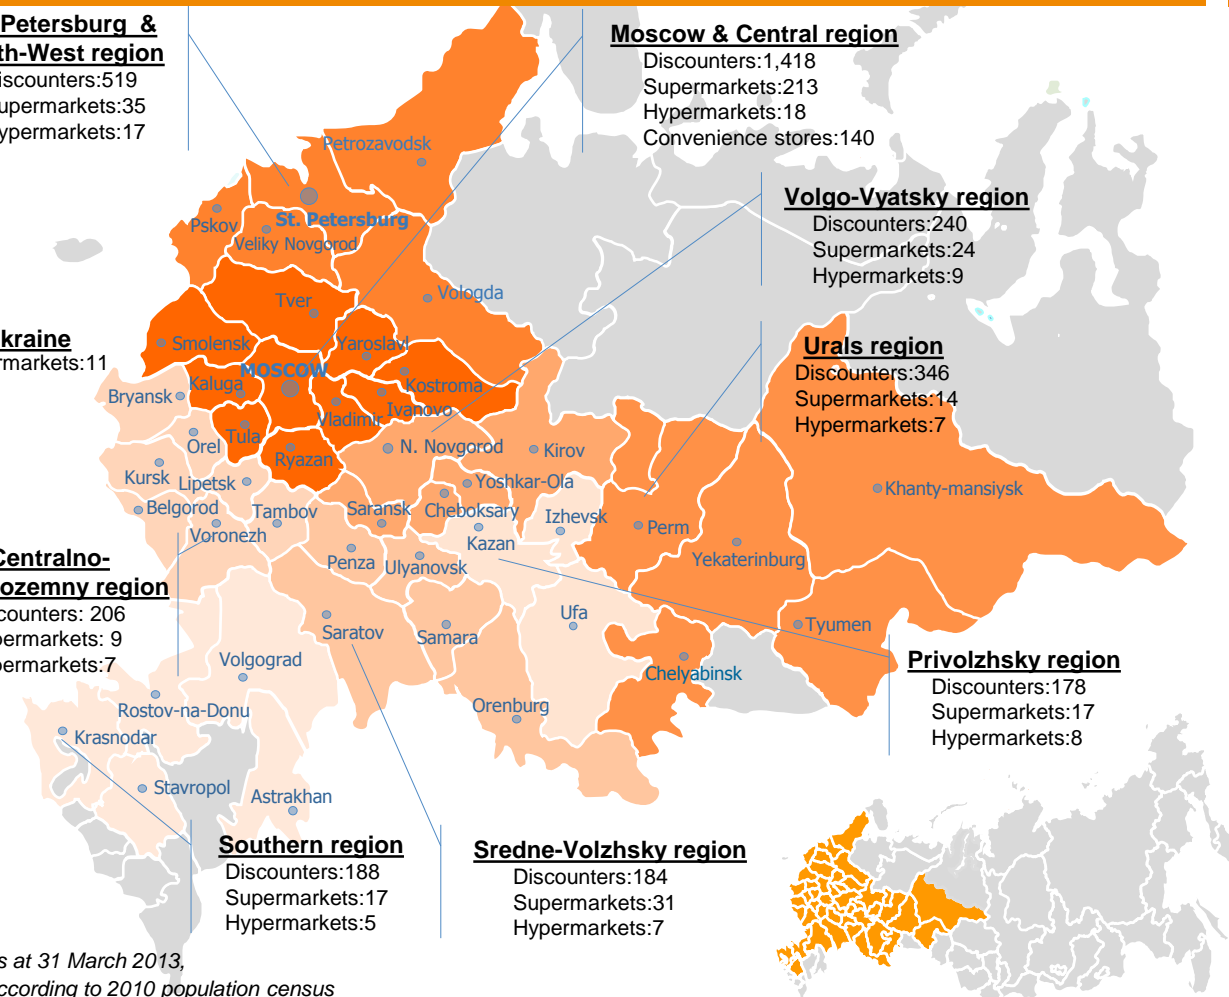 Petersburg &
th-West region
iscounters:519
upermarkets:35
ypermarkets:17
Moscow & Central region
Discounters:1,418
Supermarkets:213
Hypermarkets:18
Convenience stores:140
Volgo-Vyatsky region
Discounters:240
Supermarkets:24
Hypermarkets:9
kraine
rmarkets:11
Urals region
Discounters:346
Supermarkets:14
Hypermarkets:7
Petrozavodsk
Pskov
St. Petersburg
Veliky Novgorod
Vologda
Tver
Smolensk
Yaroslavl
MOSCOW
Kaluga
Kostroma
Bryansk
Vladimir
Ivanovo
Orel
Tula
Ryazan
N. Novgorod
Kirov
Kursk
Lipetsk
Yoshkar-Ola
Khanty-mansiysk
Belgorod
Tambov
Saransk
Cheboksary
Izhevsk
Perm
Voronezh
Kazan
Yekaterinburg
Penza
Ulyanovsk
Centralno-
ozemny region
counters: 206
permarkets: 9
permarkets:7
Ufa
Saratov
Samara
Tyumen
Volgograd
Chelyabinsk
Privolzhsky region
Discounters:178
Supermarkets:17
Hypermarkets:8
Rostov-na-Donu
Orenburg
Krasnodar
Stavropol
Astrakhan
Southern region
Discounters:188
Supermarkets:17
Hypermarkets:5
Sredne-Volzhsky region
Discounters:184
Supermarkets:31
Hypermarkets:7
s at 31 March 2013,
ccording to 2010 population census